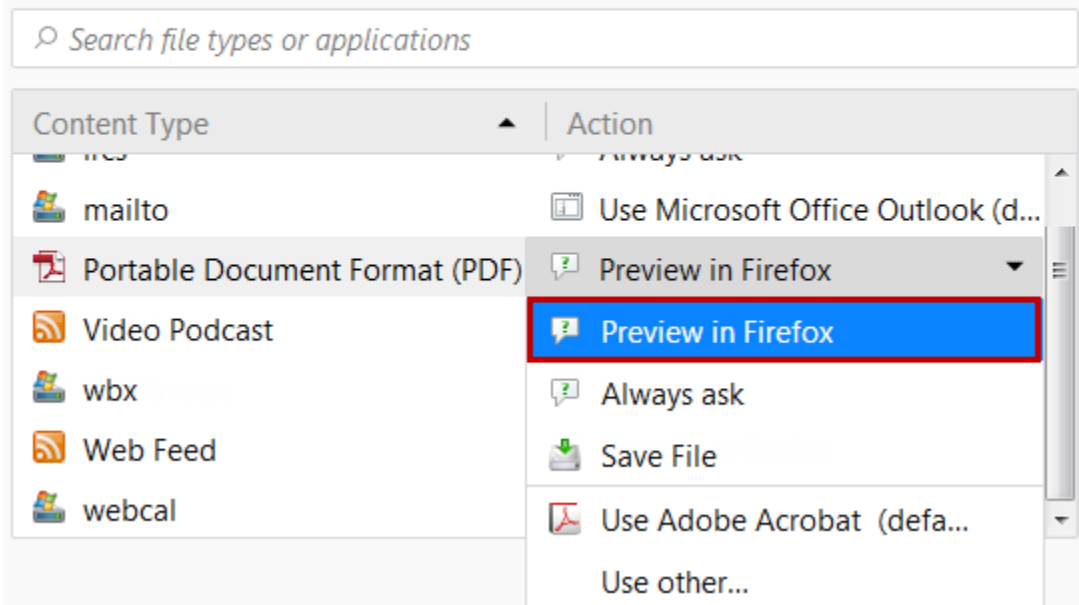 Search file types or applications
Content Type Action
Always ask
mailto Use Microsoft Office Outlook (d...
Portable Document Format (PDF) Preview in Firefox
Video Podcast Preview in Firefox
wbx Always ask
Web Feed Save File
webcal Use Adobe Acrobat (defa...
Use other...